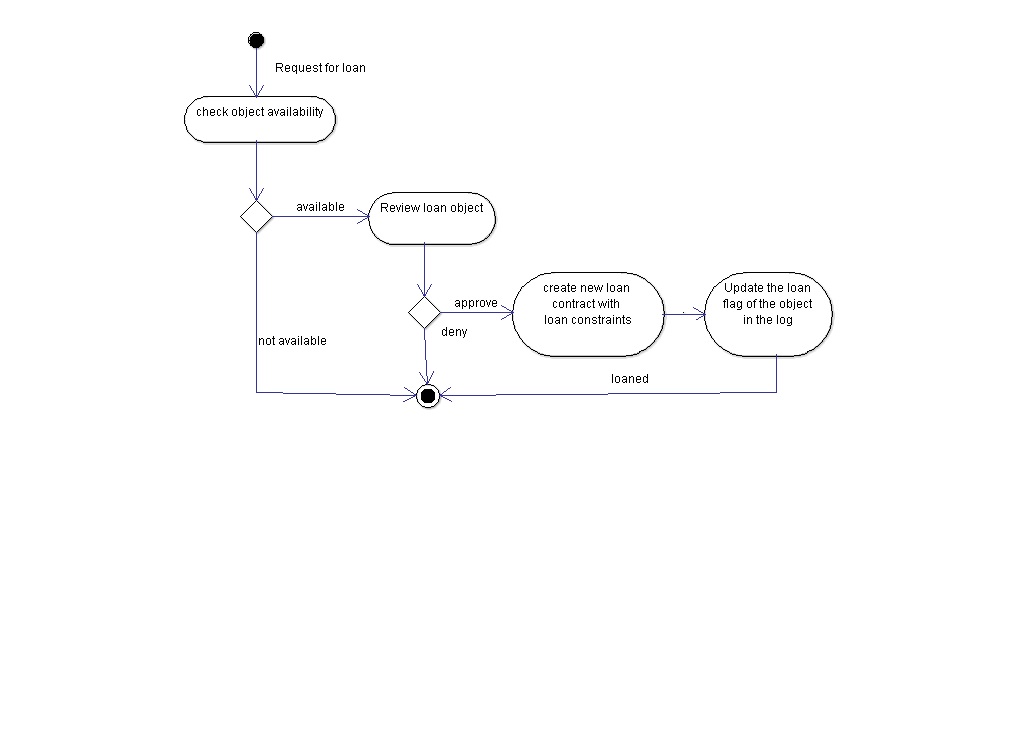 Request for loan
check object availability
available
Review loan object
approve
create new loan
contract with
loan constraints
Update the loan
flag of the object
in the log
deny
not available
loaned